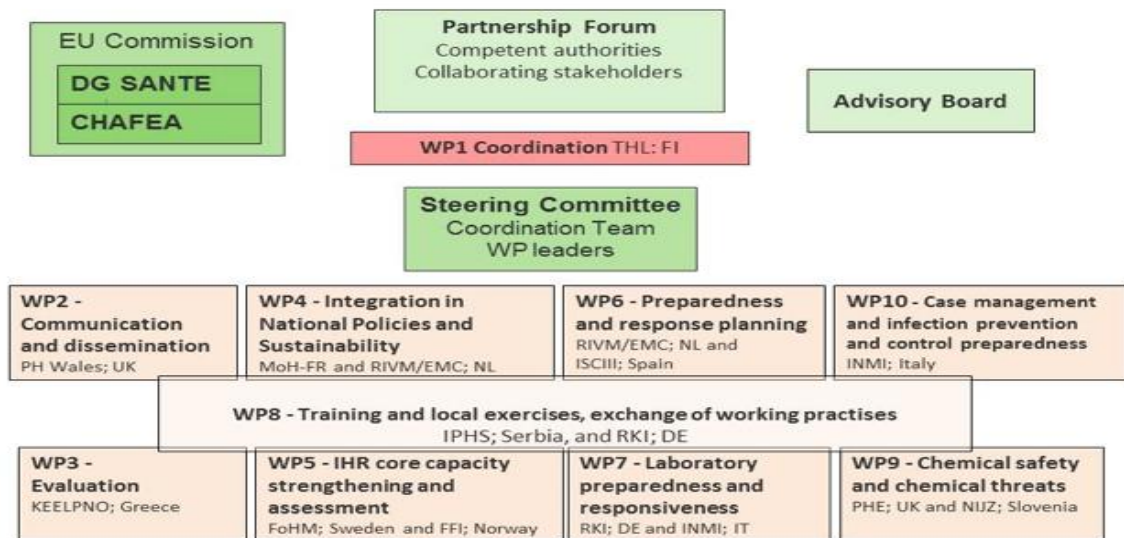 EU Commission
DG SANTE
CHAFEA
Partnership Forum
Competent authorities
Collaborating stakeholders
Advisory Board
WP1 Coordination THL: FI
Steering Committee
Coordination Team
WP leaders
WP2 -
Communication
and dissemination
PH Wales; UK
WP4 - Integration in
National Policies and
Sustainability
MoH-FR and RIVM/EMC; NL
WP6 - Preparedness
and response planning
RIVM/EMC; NL and
ISCIII; Spain
WP10 - Case management
and infection prevention
and control preparedness
INMI; Italy
WP8 - Training and local exercises, exchange of working practises
IPHS; Serbia, and RKI; DE
WP3 -
Evaluation
KEELPNO; Greece
WP5 - IHR core capacity
strengthening and
assessment
FoHM; Sweden and FFI; Norway
WP7 - Laboratory
preparedness and
responsiveness
RKI; DE and INMI; IT
WP9 - Chemical safety
and chemical threats
PHE; UK and NIJZ; Slovenia